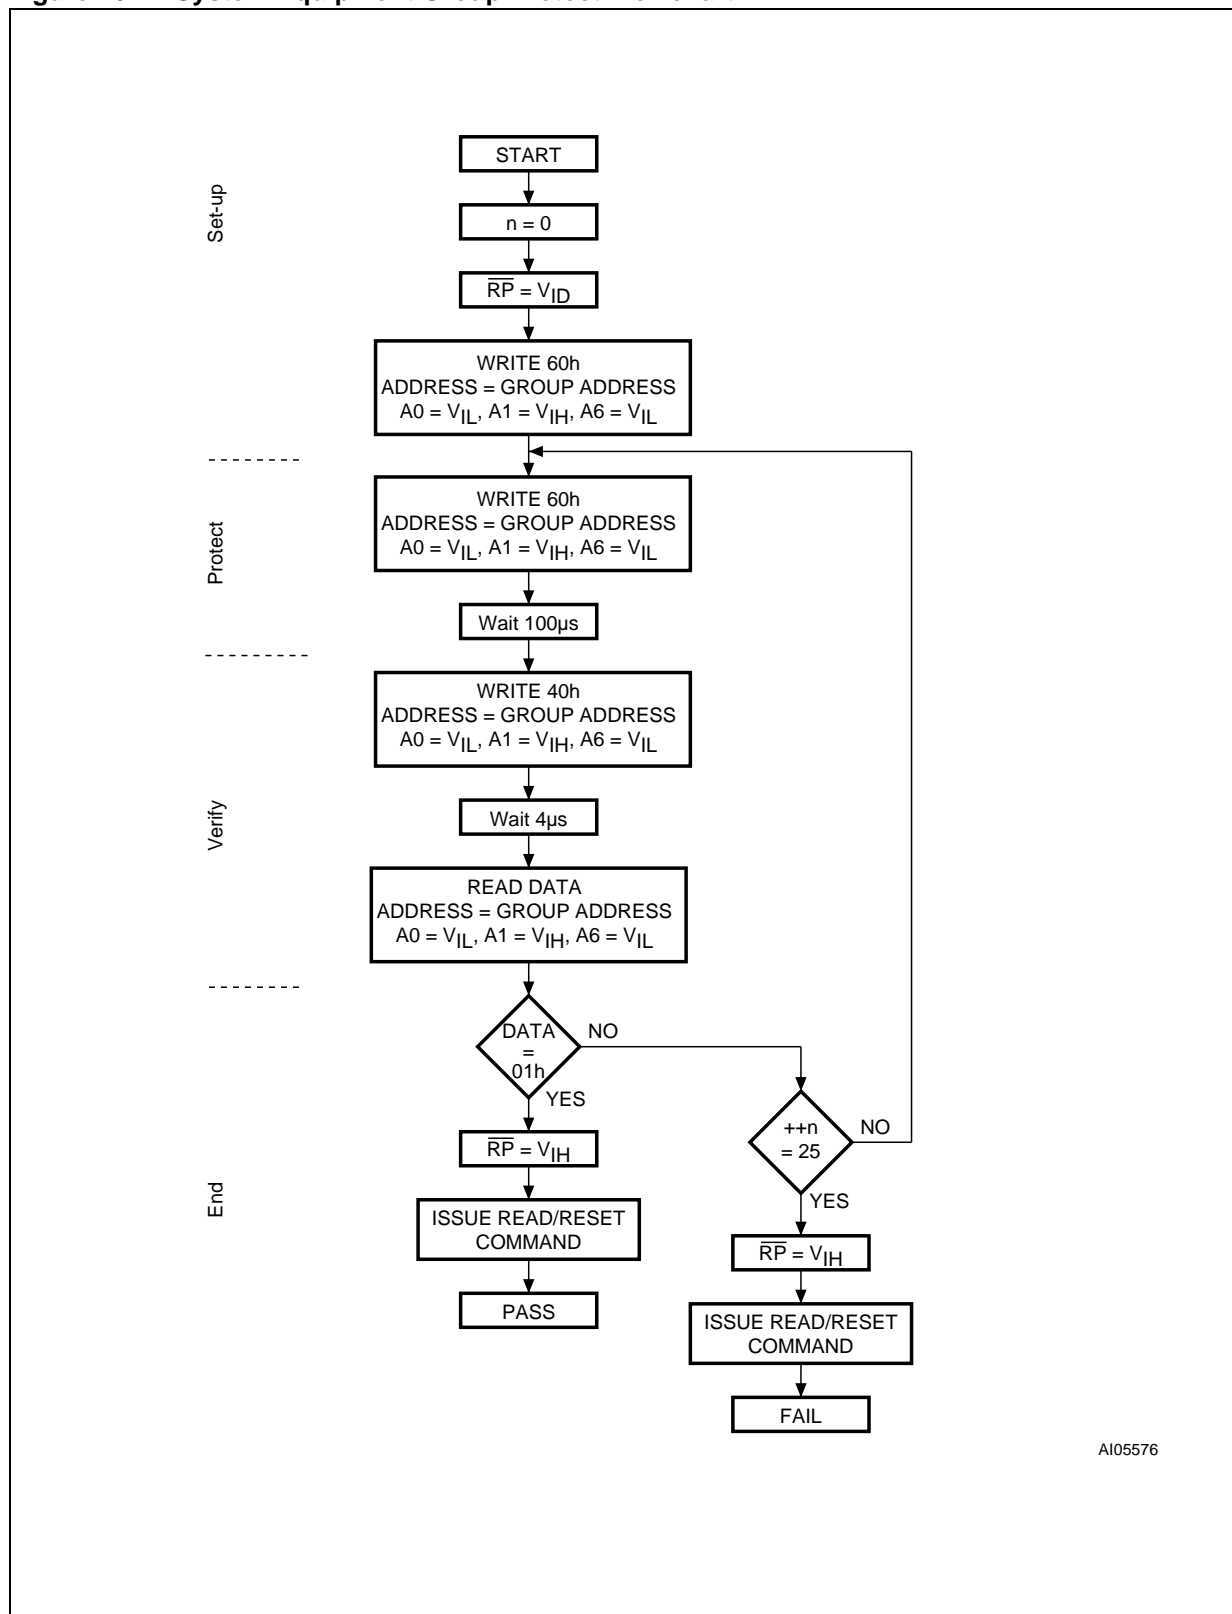 START
Set-up
n = 0
R̅P̅ = VID
WRITE 60h
ADDRESS = GROUP ADDRESS
A0 = VIL, A1 = VIH, A6 = VIL
WRITE 60h
ADDRESS = GROUP ADDRESS
A0 = VIL, A1 = VIH, A6 = VIL
Protect
Wait 100µs
WRITE 40h
ADDRESS = GROUP ADDRESS
A0 = VIL, A1 = VIH, A6 = VIL
Verify
Wait 4µs
READ DATA
ADDRESS = GROUP ADDRESS
A0 = VIL, A1 = VIH, A6 = VIL
DATA
=
01h
NO
YES
++n
= 25
NO
YES
End
R̅P̅ = VIH
ISSUE READ/RESET
COMMAND
PASS
R̅P̅ = VIH
ISSUE READ/RESET
COMMAND
FAIL
AI05576